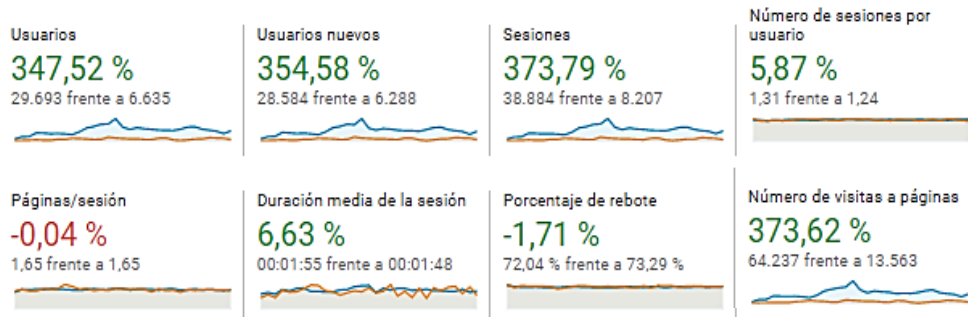 Usuarios
347,52 %
29.693 frente a 6.635
Usuarios nuevos
354,58 %
28.584 frente a 6.288
Sesiones
373,79 %
38.884 frente a 8.207
Número de sesiones por
usuario
5,87 %
1,31 frente a 1,24
Páginas/sesión
-0,04 %
1,65 frente a 1,65
Duración media de la sesión
6,63 %
00:01:55 frente a 00:01:48
Porcentaje de rebote
-1,71 %
72,04 % frente a 73,29 %
Número de visitas a páginas
373,62 %
64.237 frente a 13.563